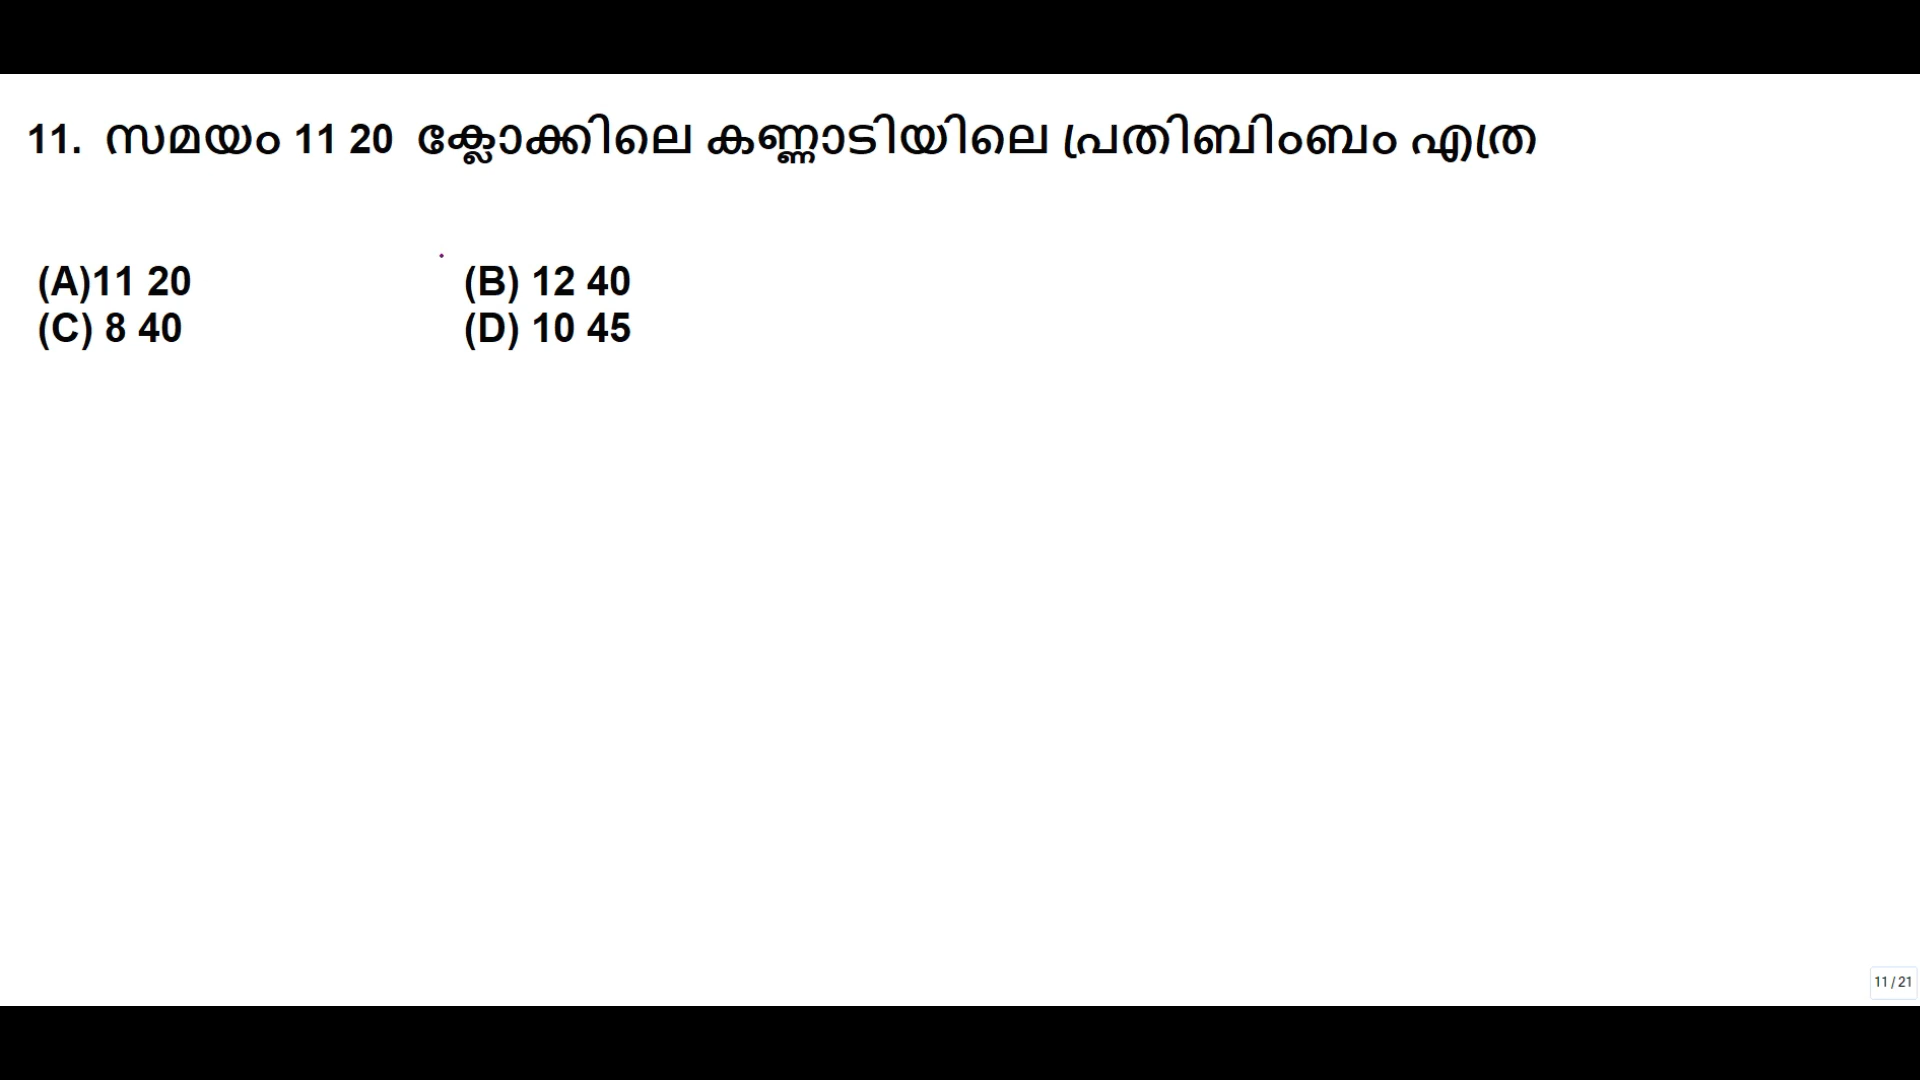 11. സമയം 11 20 ക്ലോക്കിലെ കണ്ണാടിയിലെ പ്രതിബിംബം എത്ര
(A)11 20 (B) 12 40
(C) 8 40 (D) 10 45
11 / 21